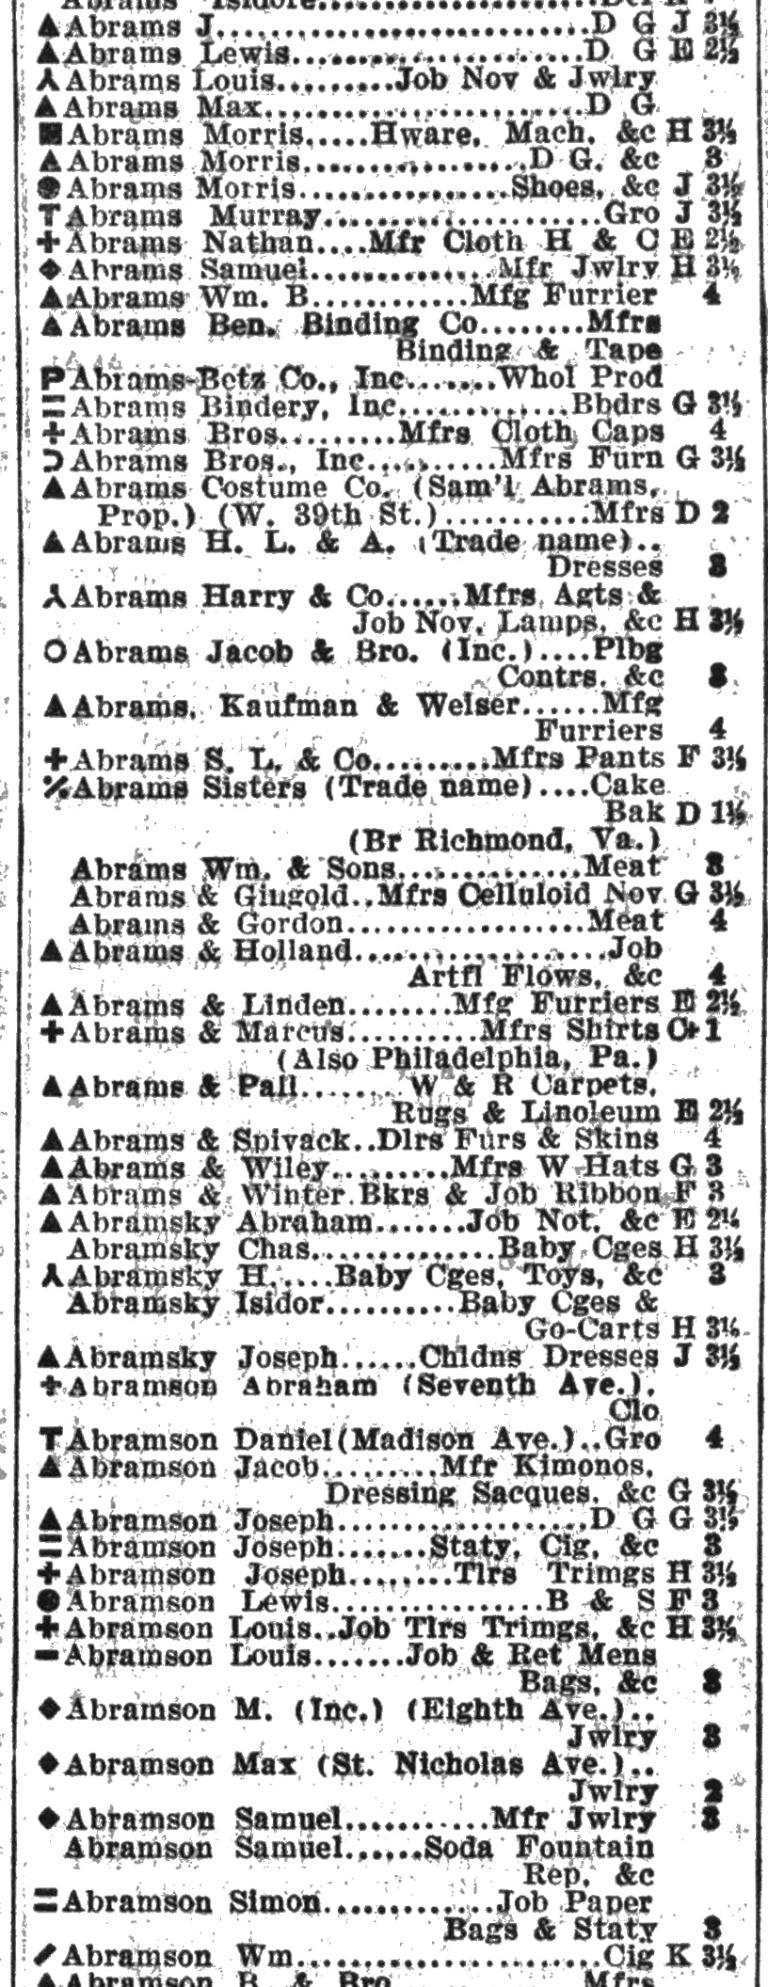 ▲Abrams J..........D G J 3½
▲Abrams Lewis..........D G E 2½
⅄Abrams Louis.........Job Nov & Jwlry
▲Abrams Max..........D G
■Abrams Morris.....Hware, Mach, &c H 3½
▲Abrams Morris..........D G, &c 3
●Abrams Morris..........Shoes, &c J 3½
TAbrams Murray..........Gro J 3½
+Abrams Nathan....Mfr Cloth H & C E 2½
◆Abrams Samuel..........Mfr Jwlry H 3½
▲Abrams Wm. B............Mfg Furrier 4
▲Abrams Ben. Binding Co........Mfrs
Binding & Tape
PAbrams-Betz Co., Inc.......Whol Prod
=Abrams Bindery, Inc............Bbdrs G 3½
+Abrams Bros.........Mfrs Cloth Caps 4
⊃Abrams Bros., Inc..........Mfrs Furn G 3½
▲Abrams Costume Co. (Sam'l Abrams,
Prop.) (W. 39th St.)...........Mfrs D 2
▲Abrams H. L. & A. (Trade name)..
Dresses 3
⅄Abrams Harry & Co......Mfrs Agts &
Job Nov, Lamps, &c H 3½
OAbrams Jacob & Bro. (Inc.)....Plbg
Contrs, &c 3
▲Abrams, Kaufman & Welser......Mfg
Furriers 4
+Abrams S. L. & Co.........Mfrs Pants F 3½
⁒Abrams Sisters (Trade name)....Cake
Bak D 1½
(Br Richmond, Va.)
Abrams Wm. & Sons..............Meat 3
Abrams & Giugold..Mfrs Celluloid Nov G 3½
Abrams & Gordon..................Meat 4
▲Abrams & Holland...................Job
Artfl Flows, &c 4
▲Abrams & Linden........Mfg Furriers E 2½
+Abrams & Marcus..........Mfrs Shirts C+ 1
(Also Philadelphia, Pa.)
▲Abrams & Pall........W & R Carpets,
Rugs & Linoleum E 2½
▲Abrams & Spivack..Dlrs Furs & Skins 4
▲Abrams & Wiley.........Mfrs W Hats G 3
▲Abrams & Winter.Bkrs & Job Ribbon F 3
▲Abramsky Abraham.......Job Not, &c E 2½
Abramsky Chas..............Baby Cges H 3½
⅄Abramsky H......Baby Cges, Toys, &c 3
Abramsky Isidor..........Baby Cges &
Go-Carts H 3½
▲Abramsky Joseph......Chldns Dresses J 3½
+Abramson Abraham (Seventh Ave.).
Clo
TAbramson Daniel(Madison Ave.)..Gro 4
▲Abramson Jacob.........Mfr Kimonos,
Dressing Sacques, &c G 3½
▲Abramson Joseph...................D G G 3½
=Abramson Joseph.......Staty, Cig, &c 3
+Abramson Joseph........Tlrs Trimgs H 3½
●Abramson Lewis................B & S F 3
+Abramson Louis..Job Tlrs Trimgs, &c H 3½
-Abramson Louis.......Job & Ret Mens
Bags, &c 3
◆Abramson M. (Inc.) (Eighth Ave.)..
Jwlry 3
◆Abramson Max (St. Nicholas Ave.)..
Jwlry 2
◆Abramson Samuel...........Mfr Jwlry 3
Abramson Samuel......Soda Fountain
Rep, &c
=Abramson Simon..............Job Paper
Bags & Staty 3
/Abramson Wm.....................Cig K 3½
▲Abramson B. & Bro..........Mfrs